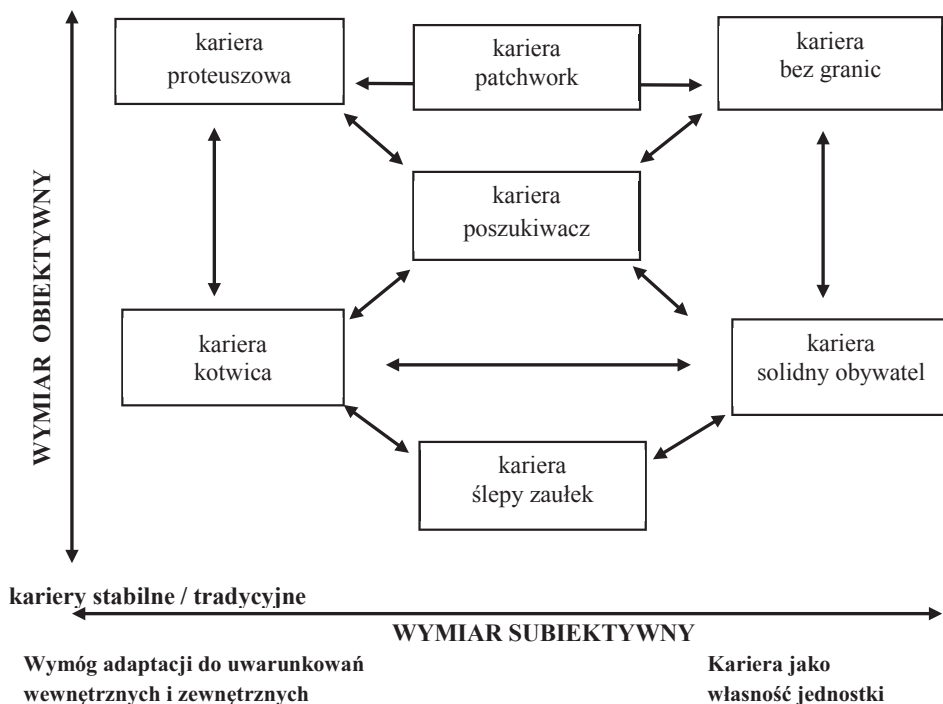 kariera
proteuszowa
kariera
patchwork
kariera
bez granic
kariera
poszukiwacz
WYMIAR OBIEKTYWNY
kariera
kotwica
kariera
solidny obywatel
kariera
ślepy zaułek
kariery stabilne / tradycyjne
WYMIAR SUBIEKTYWNY
Wymóg adaptacji do uwarunkowań
wewnętrznych i zewnętrznych
Kariera jako
własność jednostki